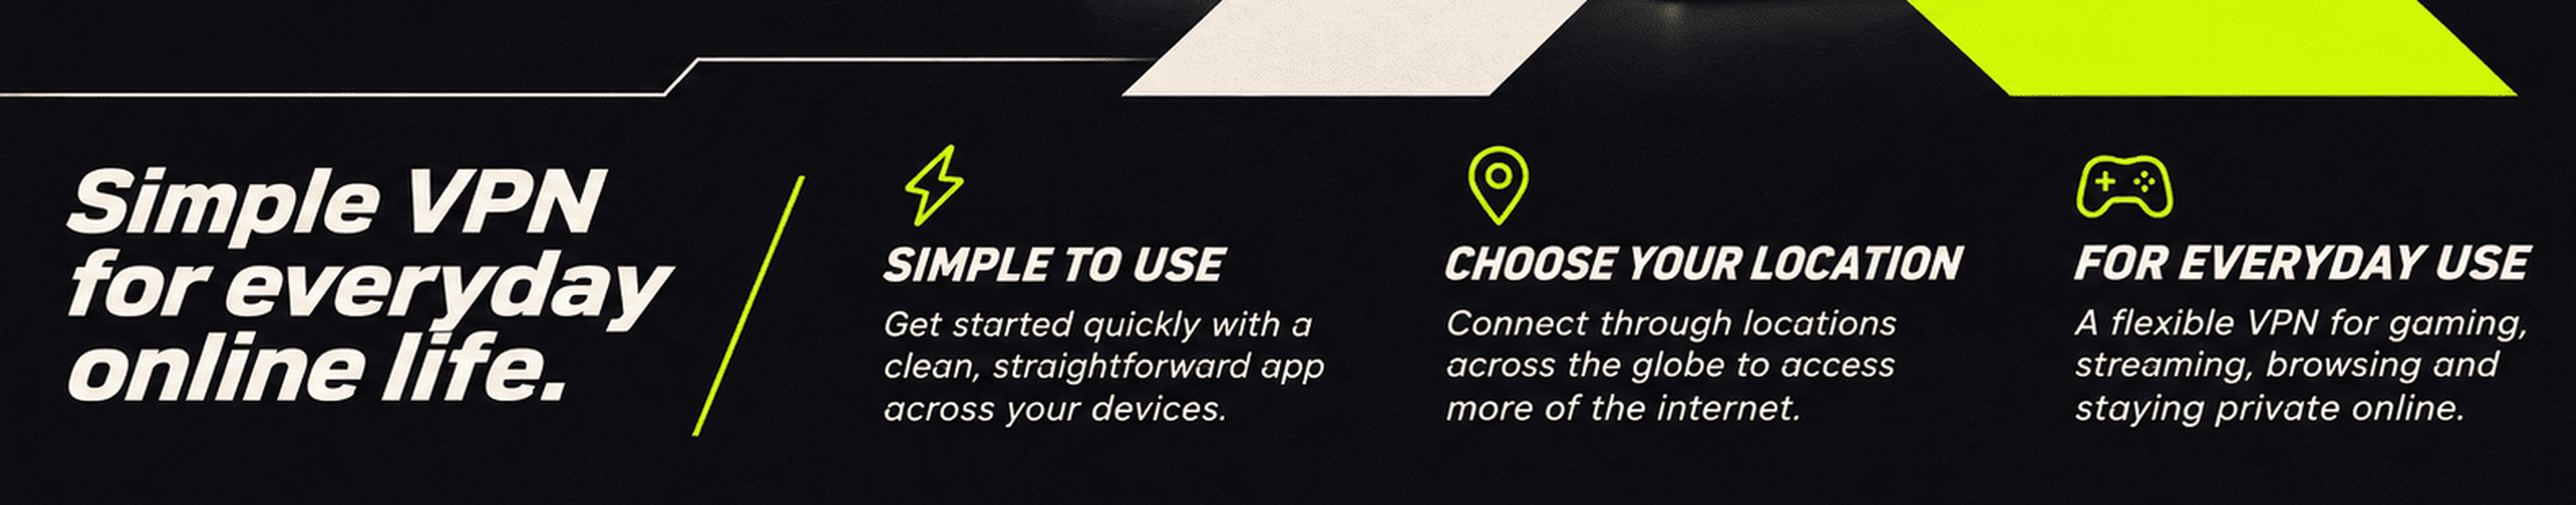 Simple VPN
for everyday
online life.
SIMPLE TO USE
Get started quickly with a
clean, straightforward app
across your devices.
CHOOSE YOUR LOCATION
Connect through locations
across the globe to access
more of the internet.
FOR EVERYDAY USE
A flexible VPN for gaming,
streaming, browsing and
staying private online.